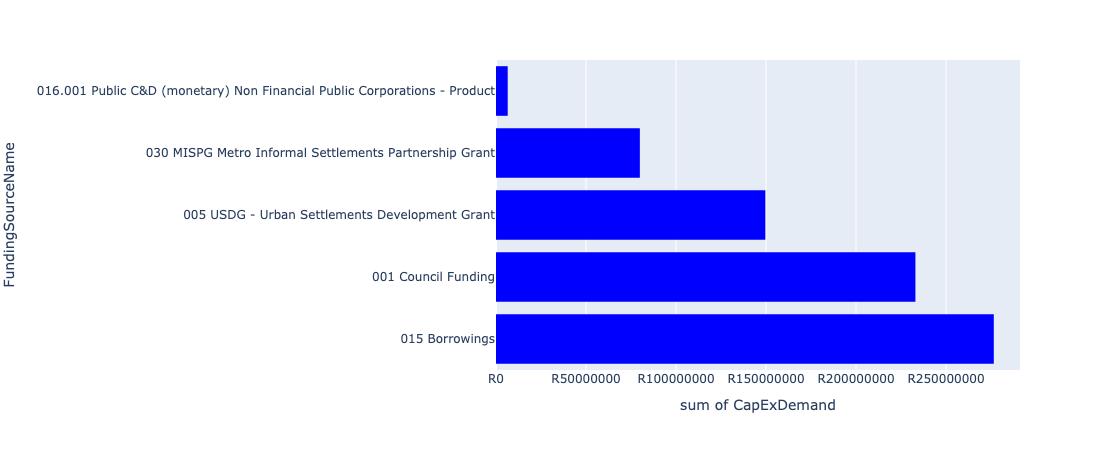 FundingSourceName
016.001 Public C&D (monetary) Non Financial Public Corporations - Product
030 MISPG Metro Informal Settlements Partnership Grant
005 USDG - Urban Settlements Development Grant
001 Council Funding
015 Borrowings
R0 R50000000 R100000000 R150000000 R200000000 R250000000
sum of CapExDemand